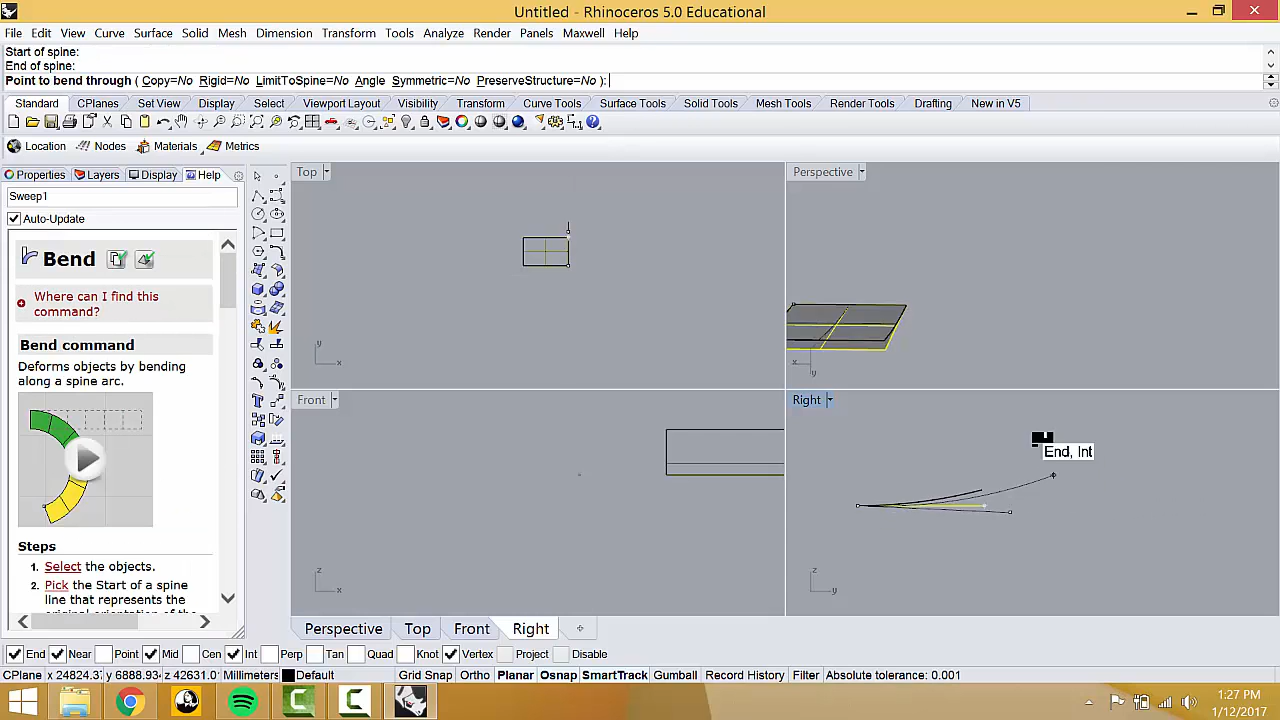 Untitled - Rhinoceros 5.0 Educational
File Edit View Curve Surface Solid Mesh Dimension Transform Tools Analyze Render Panels Maxwell Help
Start of spine:
End of spine:
Point to bend through ( Copy=No Rigid=No LimitToSpine=No Angle Symmetric=No PreserveStructure=No ):
Standard CPlanes Set View Display Select Viewport Layout Visibility Transform Curve Tools Surface Tools Solid Tools Mesh Tools Render Tools Drafting New in V5
Location Nodes Materials Metrics
Properties Layers Display Help
Sweep1
Auto-Update
Bend
Where can I find this
command?
Bend command
Deforms objects by bending
along a spine arc.
Steps
1. Select the objects.
2. Pick the Start of a spine
line that represents the
Top
y
x
Perspective
x
y
Front
z
x
Right
End, Int
z
y
Perspective Top Front Right
End Near Point Mid Cen Int Perp Tan Quad Knot Vertex Project Disable
CPlane x 24824.37 y 6888.93 z 42631.01 Millimeters Default Grid Snap Ortho Planar Osnap SmartTrack Gumball Record History Filter Absolute tolerance: 0.001
1:27 PM
1/12/2017